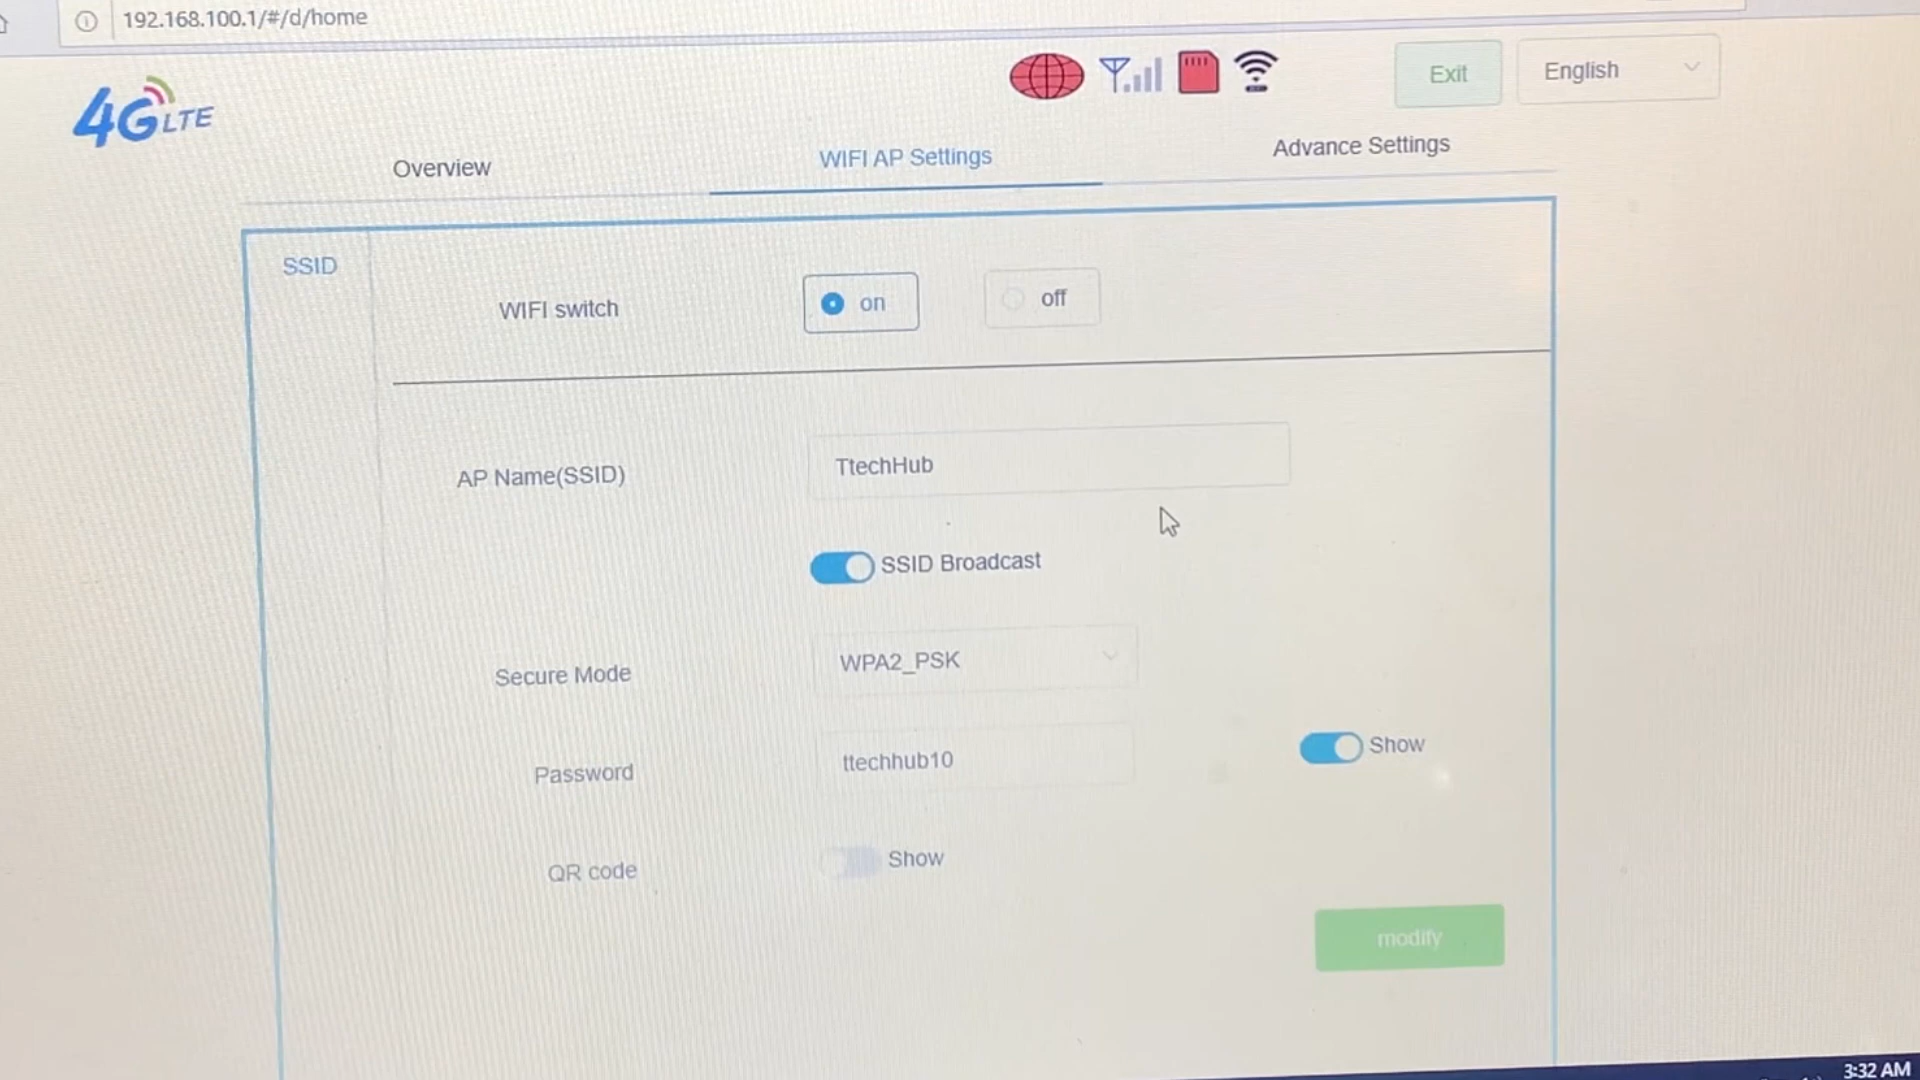 192.168.100.1/#/d/home
4G LTE
Exit
English
Overview
WIFI AP Settings
Advance Settings
SSID
WIFI switch
on
off
AP Name(SSID)
TtechHub
SSID Broadcast
Secure Mode
WPA2_PSK
Password
ttechhub10
Show
QR code
Show
modify
3:32 AM